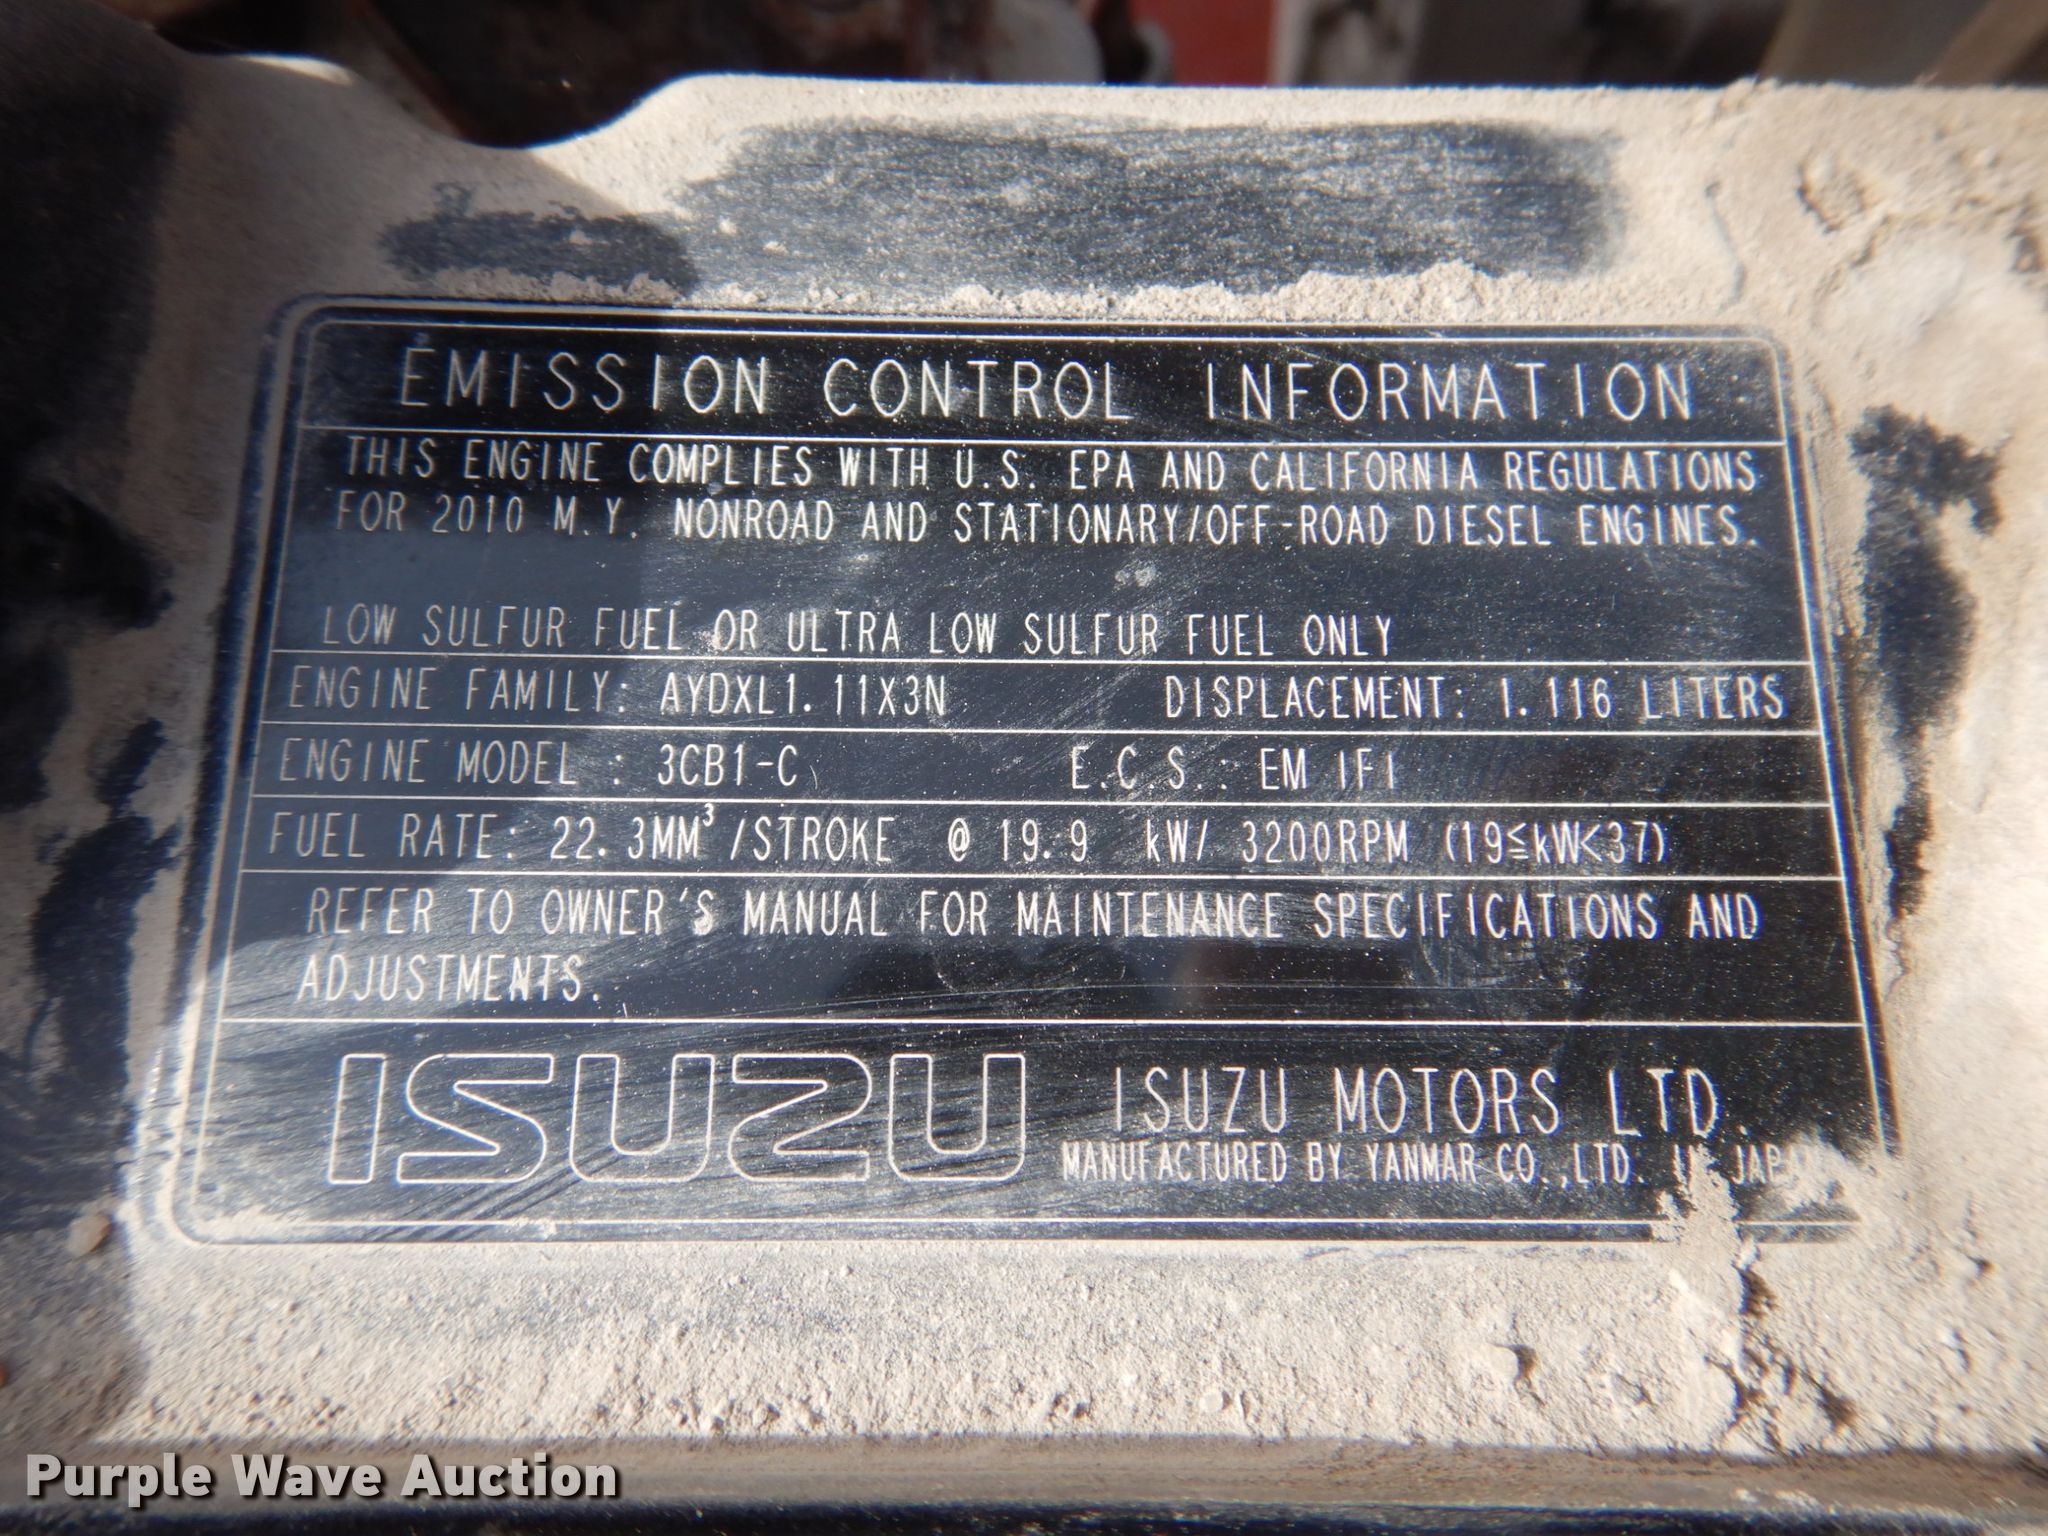 EMISSION CONTROL INFORMATION
THIS ENGINE COMPLIES WITH U.S. EPA AND CALIFORNIA REGULATIONS
FOR 2010 M.Y. NONROAD AND STATIONARY/OFF-ROAD DIESEL ENGINES.
LOW SULFUR FUEL OR ULTRA LOW SULFUR FUEL ONLY
ENGINE FAMILY: AYDXL1.11X3N DISPLACEMENT: 1.116 LITERS
ENGINE MODEL : 3CB1-C E.C.S.: EM IFI
FUEL RATE: 22.3MM³/STROKE @ 19.9 kW/ 3200RPM (19≦kW<37)
REFER TO OWNER'S MANUAL FOR MAINTENANCE SPECIFICATIONS AND
ADJUSTMENTS.
ISUZU ISUZU MOTORS LTD.
MANUFACTURED BY YANMAR CO.,LTD. IN JAPAN
Purple Wave Auction